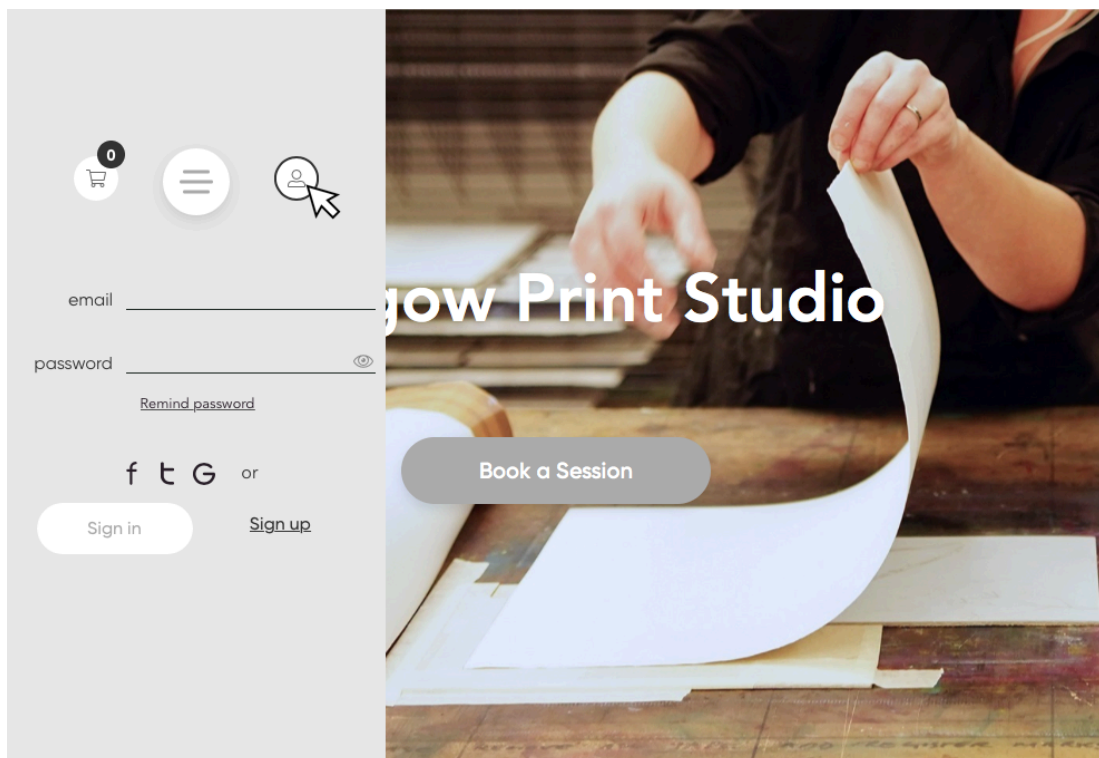 0
email
password
Remind password
f t G or
Sign in
Sign up
gow Print Studio
Book a Session